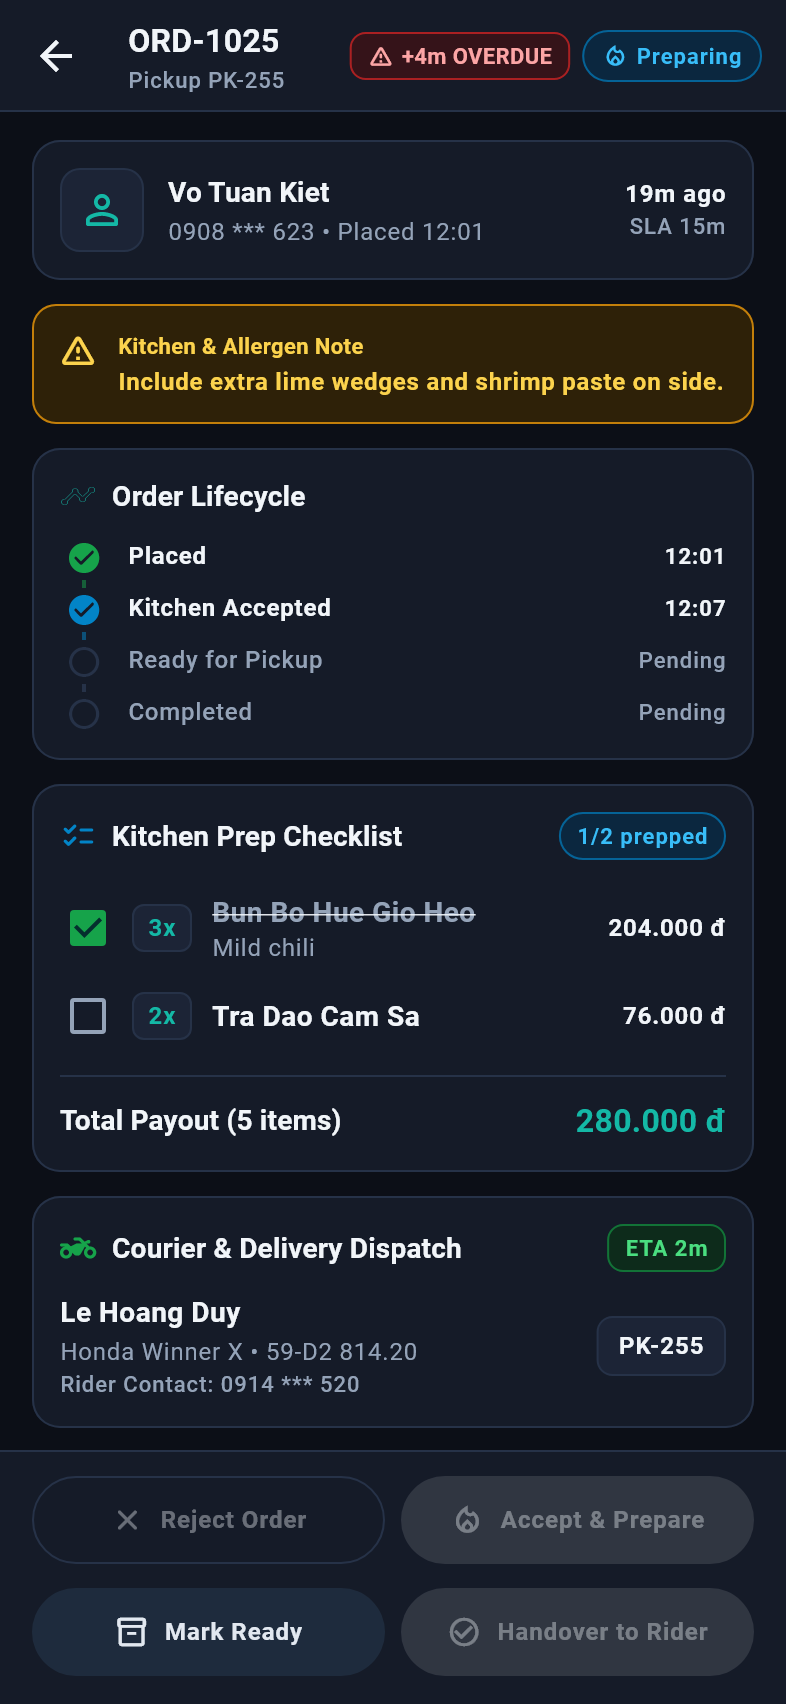 ORD-1025
Pickup PK-255
+4m OVERDUE
Preparing
Vo Tuan Kiet
0908 *** 623 • Placed 12:01
19m ago
SLA 15m
Kitchen & Allergen Note
Include extra lime wedges and shrimp paste on side.
Order Lifecycle
Placed 12:01
Kitchen Accepted 12:07
Ready for Pickup Pending
Completed Pending
Kitchen Prep Checklist
1/2 prepped
3x Bun Bo Hue Gio Heo 204.000 đ
Mild chili
2x Tra Dao Cam Sa 76.000 đ
Total Payout (5 items) 280.000 đ
Courier & Delivery Dispatch
ETA 2m
Le Hoang Duy
Honda Winner X • 59-D2 814.20
Rider Contact: 0914 *** 520
PK-255
Reject Order
Accept & Prepare
Mark Ready
Handover to Rider